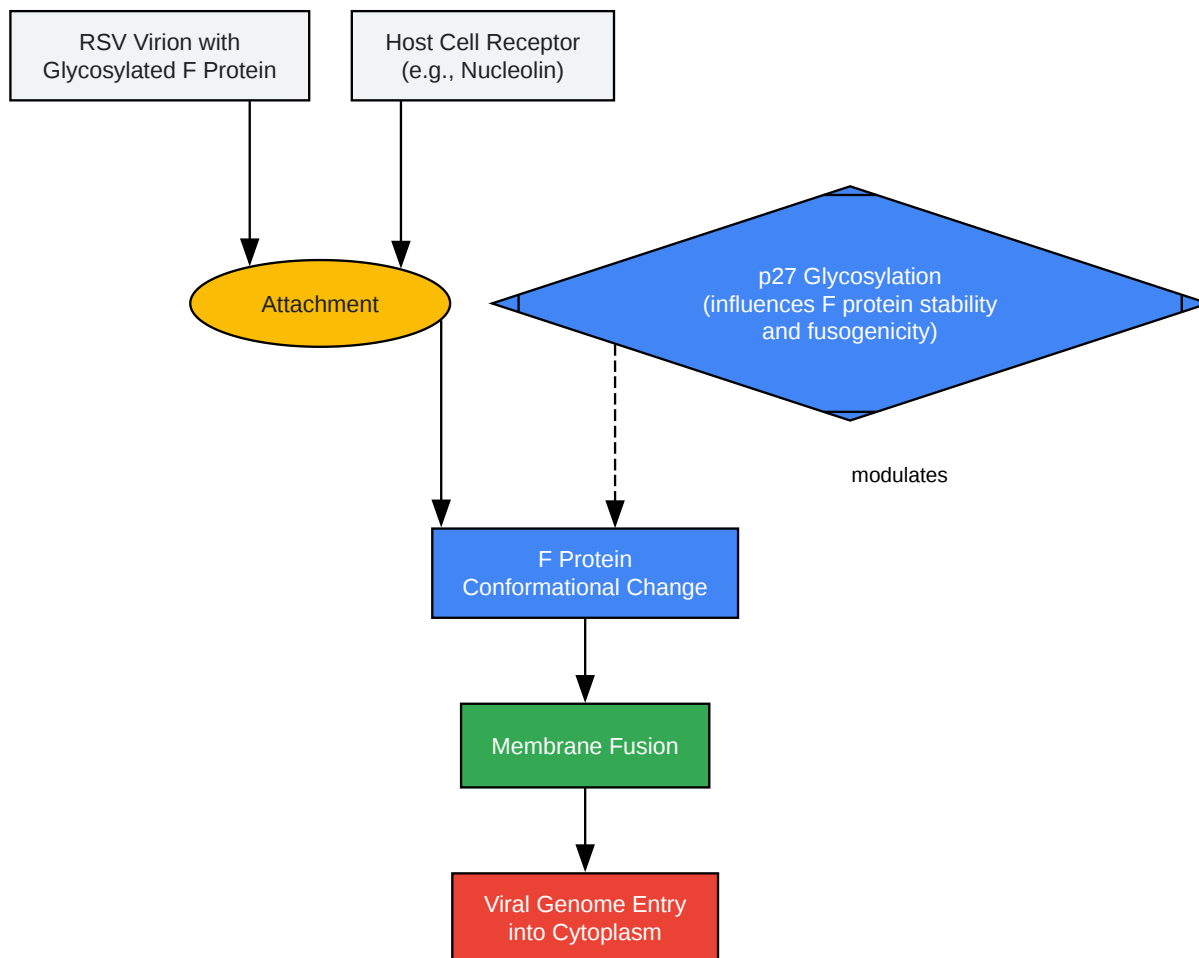 RSV Virion with
Glycosylated F Protein
Host Cell Receptor
(e.g., Nucleolin)
Attachment
p27 Glycosylation
(influences F protein stability
and fusogenicity)
modulates
F Protein
Conformational Change
Membrane Fusion
Viral Genome Entry
into Cytoplasm